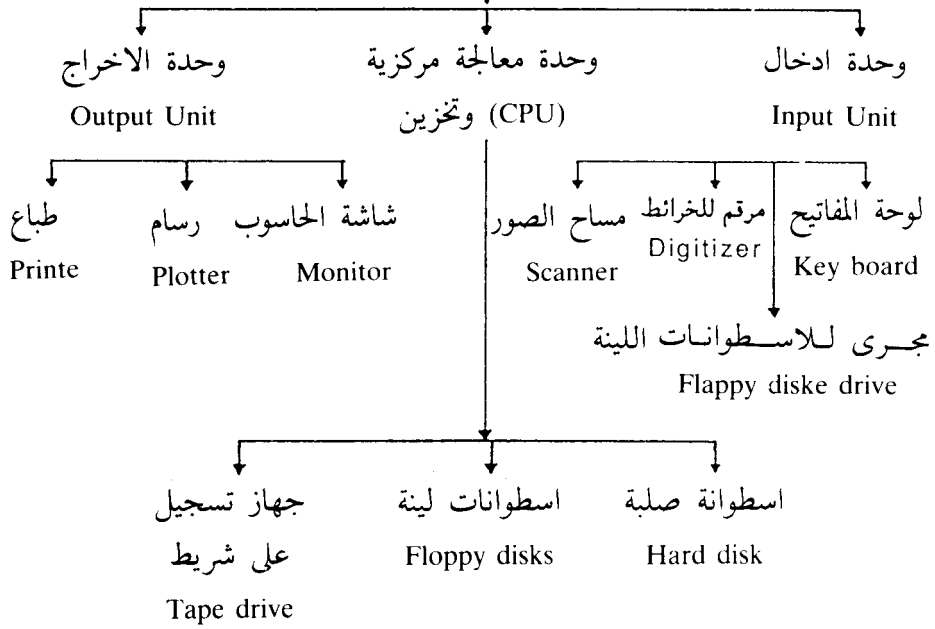 وحدة ادخال
Input Unit
وحدة معالجة مركزية
وتخزين (CPU)
وحدة الاخراج
Output Unit
لوحة المفاتيح
Key board
مرقم للخرائط
Digitizer
مساح الصور
Scanner
شاشة الحاسوب
Monitor
رسام
Plotter
طباع
Printe
مجرى للاسطوانات اللينة
Flappy diske drive
اسطوانة صلبة
Hard disk
اسطوانات لينة
Floppy disks
جهاز تسجيل
على شريط
Tape drive